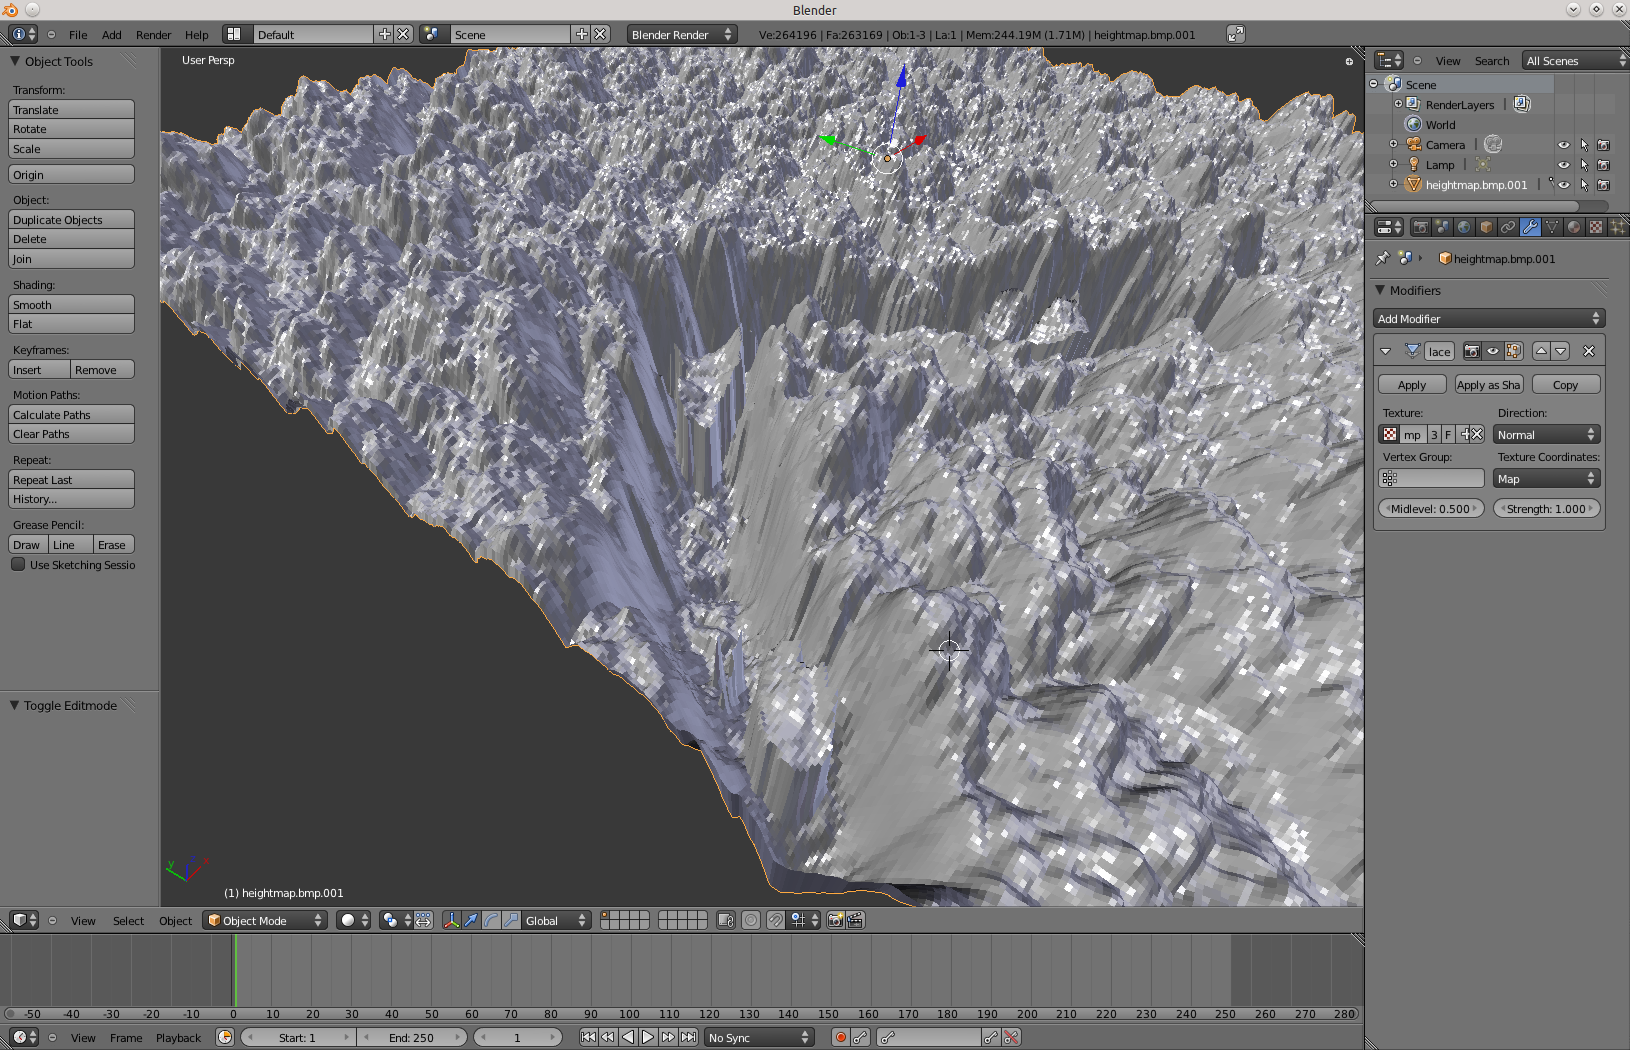 Blender
File Add Render Help Default Scene Blender Render Ve:264196 | Fa:263169 | Ob:1-3 | La:1 | Mem:244.19M (1.71M) | heightmap.bmp.001
Object Tools
Transform:
Translate
Rotate
Scale
Origin
Object:
Duplicate Objects
Delete
Join
Shading:
Smooth
Flat
Keyframes:
Insert Remove
Motion Paths:
Calculate Paths
Clear Paths
Repeat:
Repeat Last
History...
Grease Pencil:
Draw Line Erase
Use Sketching Sessio
Toggle Editmode
User Persp
y
(1) heightmap.bmp.001
View Select Object Object Mode Global
View Search All Scenes
Scene
RenderLayers
World
Camera
Lamp
heightmap.bmp.001
heightmap.bmp.001
Modifiers
Add Modifier
lace
Apply Apply as Sha Copy
Texture: Direction:
mp 3 F Normal
Vertex Group: Texture Coordinates:
Map
Midlevel: 0.500 Strength: 1.000
-50 -40 -30 -20 -10 0 10 20 30 40 50 60 70 80 90 100 110 120 130 140 150 160 170 180 190 200 210 220 230 240 250 260 270 280
View Frame Playback Start: 1 End: 250 1 No Sync